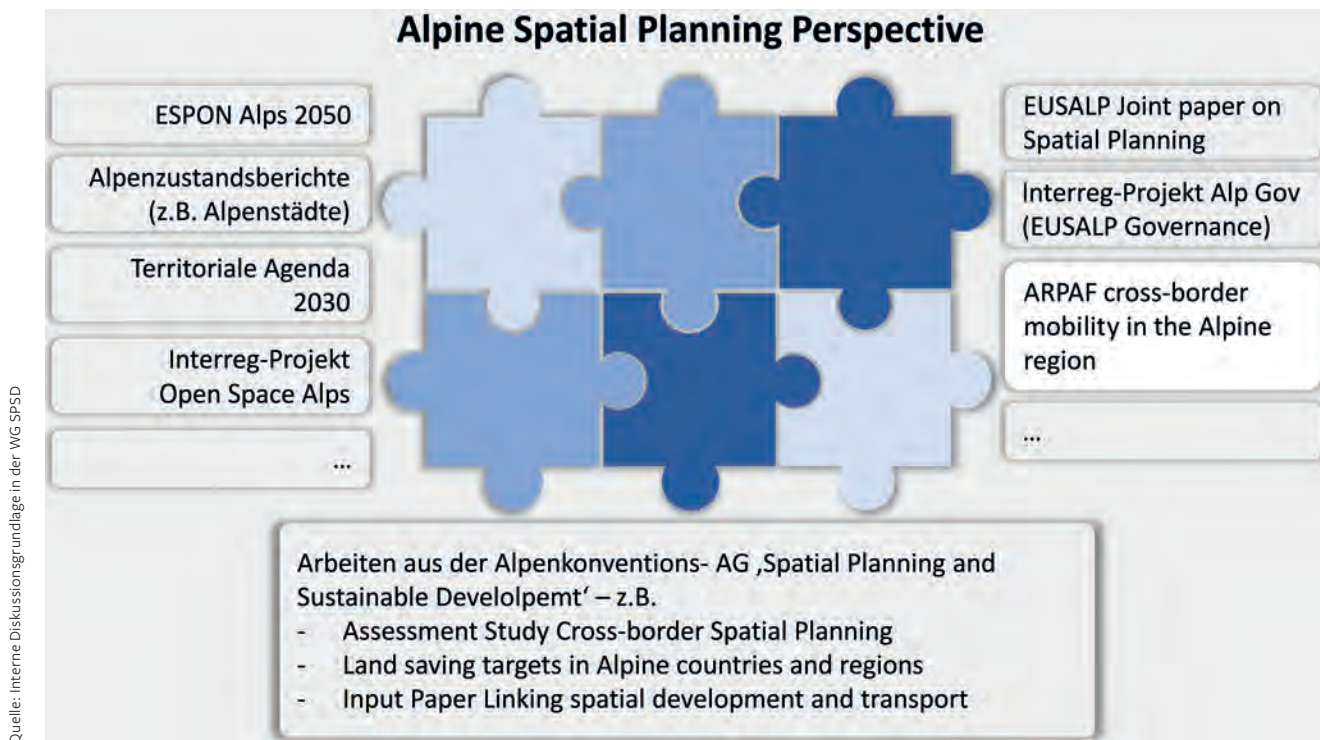 Alpine Spatial Planning Perspective
ESPON Alps 2050
Alpenzustandsberichte
(z.B. Alpenstädte)
Territoriale Agenda
2030
Interreg-Projekt
Open Space Alps
...
EUSALP Joint paper on
Spatial Planning
Interreg-Projekt Alp Gov
(EUSALP Governance)
ARPAF cross-border
mobility in the Alpine
region
...
Arbeiten aus der Alpenkonventions- AG ‚Spatial Planning and
Sustainable Develolpemt‘ – z.B.
- Assessment Study Cross-border Spatial Planning
- Land saving targets in Alpine countries and regions
- Input Paper Linking spatial development and transport
Quelle: Interne Diskussionsgrundlage in der WG SPSD